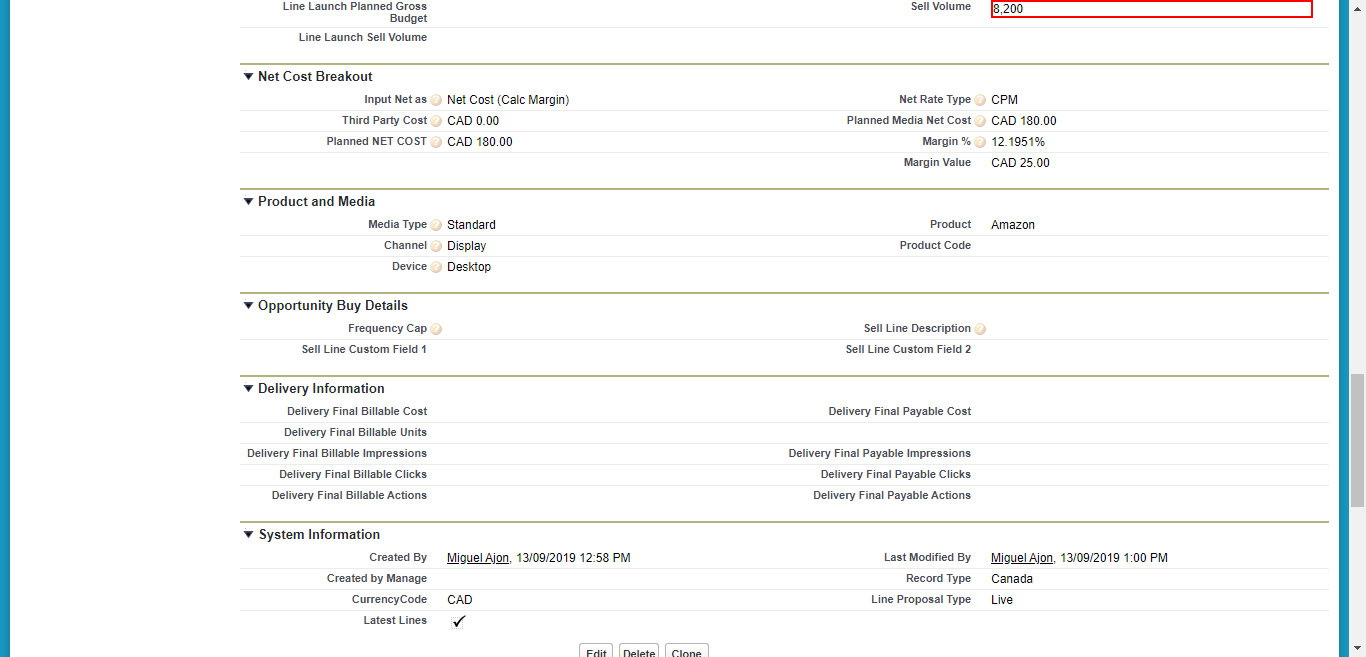 Line Launch Planned Gross Budget
Sell Volume 8,200
Line Launch Sell Volume
Net Cost Breakout
Input Net as Net Cost (Calc Margin) Net Rate Type CPM
Third Party Cost CAD 0.00 Planned Media Net Cost CAD 180.00
Planned NET COST CAD 180.00 Margin % 12.1951%
Margin Value CAD 25.00
Product and Media
Media Type Standard Product Amazon
Channel Display Product Code
Device Desktop
Opportunity Buy Details
Frequency Cap Sell Line Description
Sell Line Custom Field 1 Sell Line Custom Field 2
Delivery Information
Delivery Final Billable Cost Delivery Final Payable Cost
Delivery Final Billable Units
Delivery Final Billable Impressions Delivery Final Payable Impressions
Delivery Final Billable Clicks Delivery Final Payable Clicks
Delivery Final Billable Actions Delivery Final Payable Actions
System Information
Created By Miguel Ajon, 13/09/2019 12:58 PM Last Modified By Miguel Ajon, 13/09/2019 1:00 PM
Created by Manage Record Type Canada
CurrencyCode CAD Line Proposal Type Live
Latest Lines
Edit Delete Clone